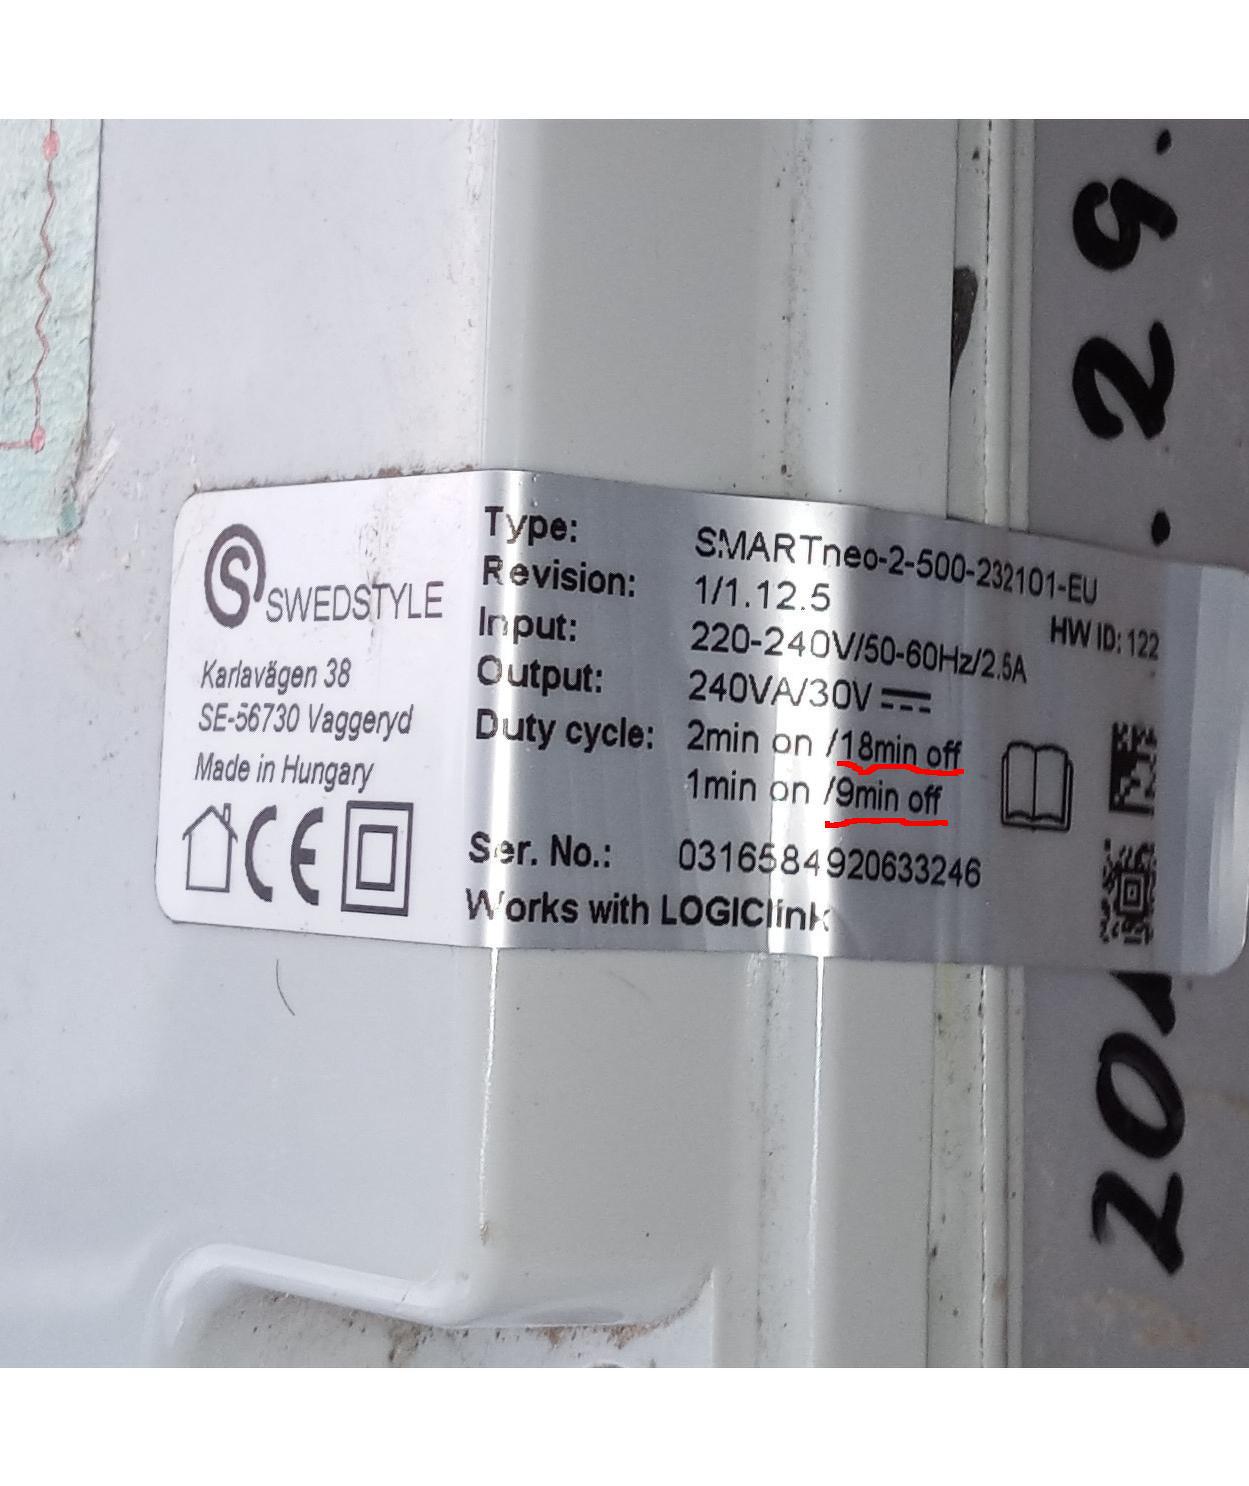 SWEDSTYLE
Karlavägen 38
SE-56730 Vaggeryd
Made in Hungary
CE
Type: SMARTneo-2-500-232101-EU
Revision: 1/1.12.5
HW ID: 122
Input: 220-240V/50-60Hz/2.5A
Output: 240VA/30V
Duty cycle: 2min on /18min off
1min on /9min off
Ser. No.: 0316584920633246
Works with LOGIClink